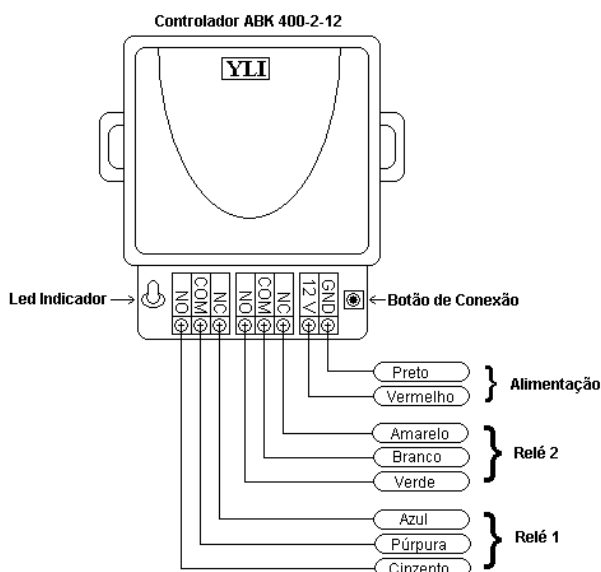 Controlador ABK 400-2-12
YLI
NO
COM
NC
NO
COM
NC
12 V
GND
Led Indicador
Botão de Conexão
Preto
Vermelho
Alimentação
Amarelo
Branco
Verde
Relé 2
Azul
Púrpura
Cinzento
Relé 1